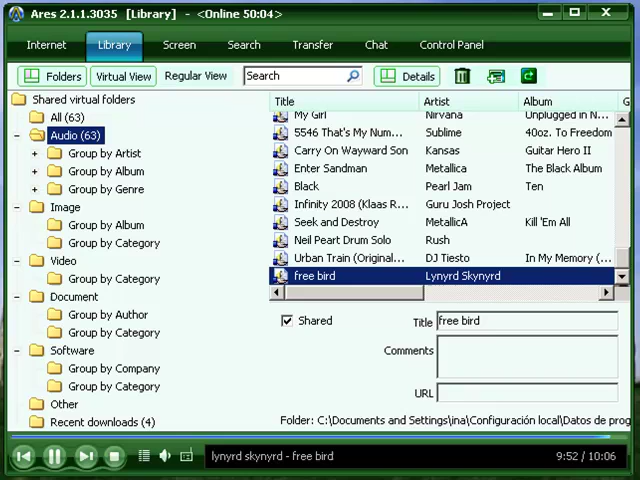 Ares 2.1.1.3035 [Library] - <Online 50:04>
Internet Library Screen Search Transfer Chat Control Panel
Folders Virtual View Regular View Search Details
Shared virtual folders
All (63)
Audio (63)
Group by Artist
Group by Album
Group by Genre
Image
Group by Album
Group by Category
Video
Group by Category
Document
Group by Author
Group by Category
Software
Group by Company
Group by Category
Other
Recent downloads (4)
Title Artist Album G
My Girl Nirvana Unplugged in N...
5546 That's My Num... Sublime 40oz. To Freedom
Carry On Wayward Son Kansas Guitar Hero II
Enter Sandman Metallica The Black Album
Black Pearl Jam Ten
Infinity 2008 (Klaas R... Guru Josh Project
Seek and Destroy MetallicA Kill 'Em All
Neil Peart Drum Solo Rush
Urban Train (Original... DJ Tiesto In My Memory (...
free bird Lynyrd Skynyrd
Shared
Title free bird
Comments
URL
Folder: C:\Documents and Settings\ina\Configuración local\Datos de prog
lynyrd skynyrd - free bird 9:52 / 10:06